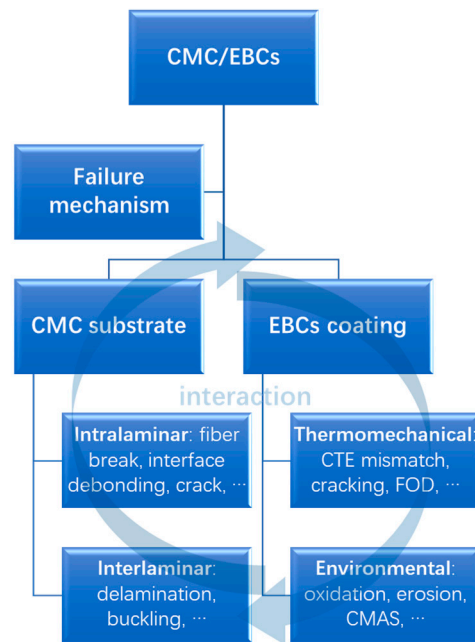 CMC/EBCs
Failure
mechanism
CMC substrate
EBCs coating
interaction
Intralaminar: fiber
break, interface
debonding, crack, ...
Thermomechanical:
CTE mismatch,
cracking, FOD, ...
Interlaminar:
delamination,
buckling, ...
Environmental:
oxidation, erosion,
CMAS, ...